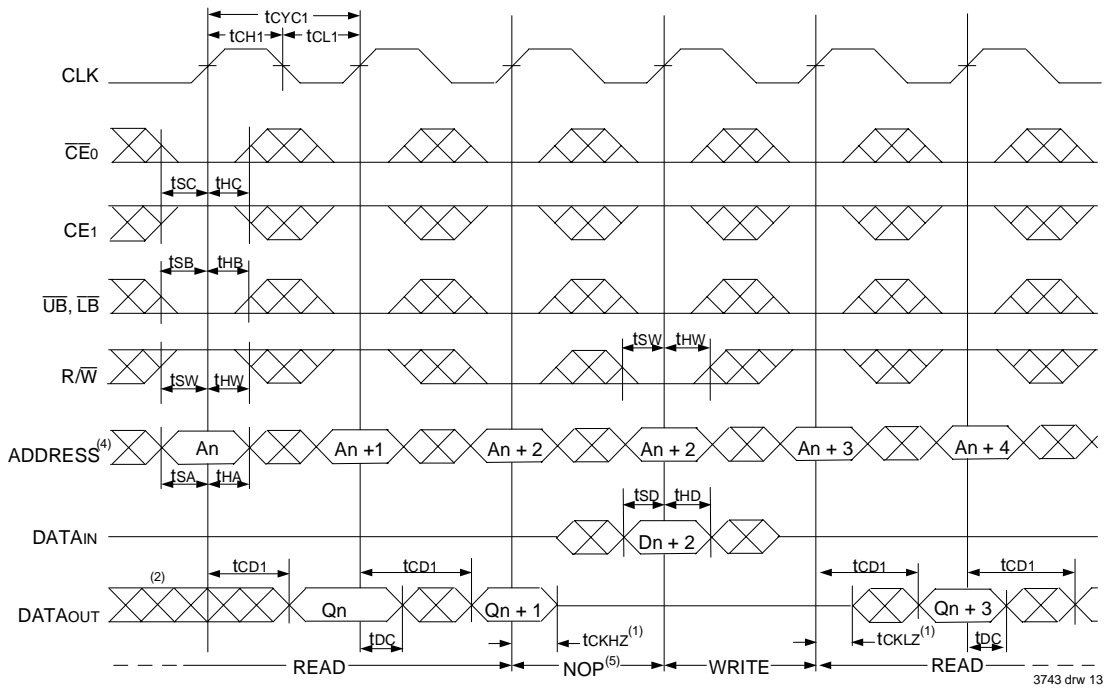 tCYC1
tCH1 tCL1
CLK
CE0
tSC tHC
CE1
tSB tHB
UB, LB
tSW tHW
R/W
tSW tHW
ADDRESS(4) An An +1 An + 2 An + 2 An + 3 An + 4
tSA tHA
tSD tHD
DATAIN Dn + 2
tCD1 tCD1 tCD1 tCD1
(2)
DATAOUT Qn Qn + 1 Qn + 3
tDC tCKHZ(1) tCKLZ(1) tDC
READ NOP(5) WRITE READ
3743 drw 13